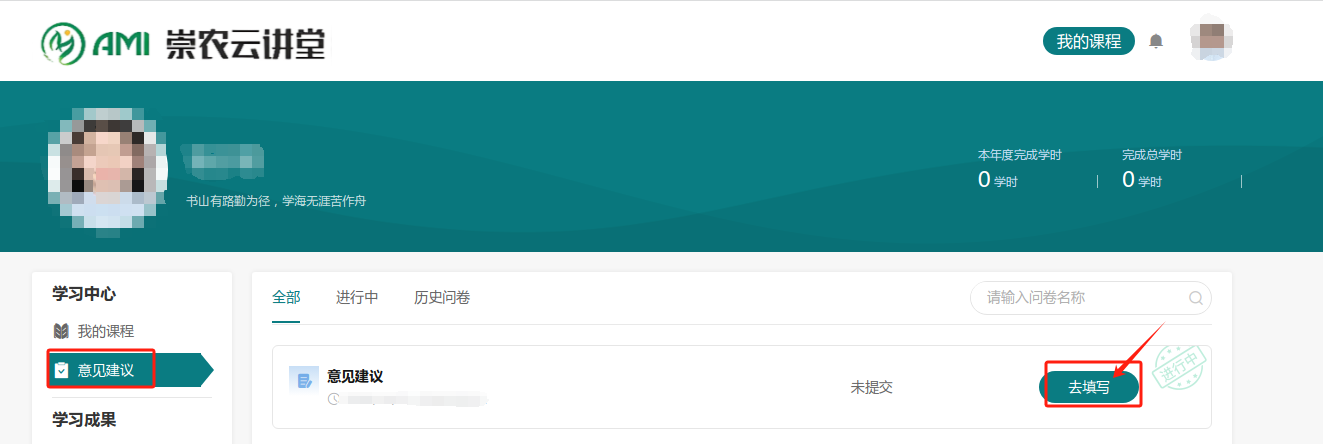 AMI 崇农云讲堂
我的课程
本年度完成学时 完成总学时
0 学时 0 学时
书山有路勤为径，学海无涯苦作舟
学习中心
我的课程
意见建议
学习成果
全部 进行中 历史问卷 请输入问卷名称
意见建议 未提交 去填写 进行中